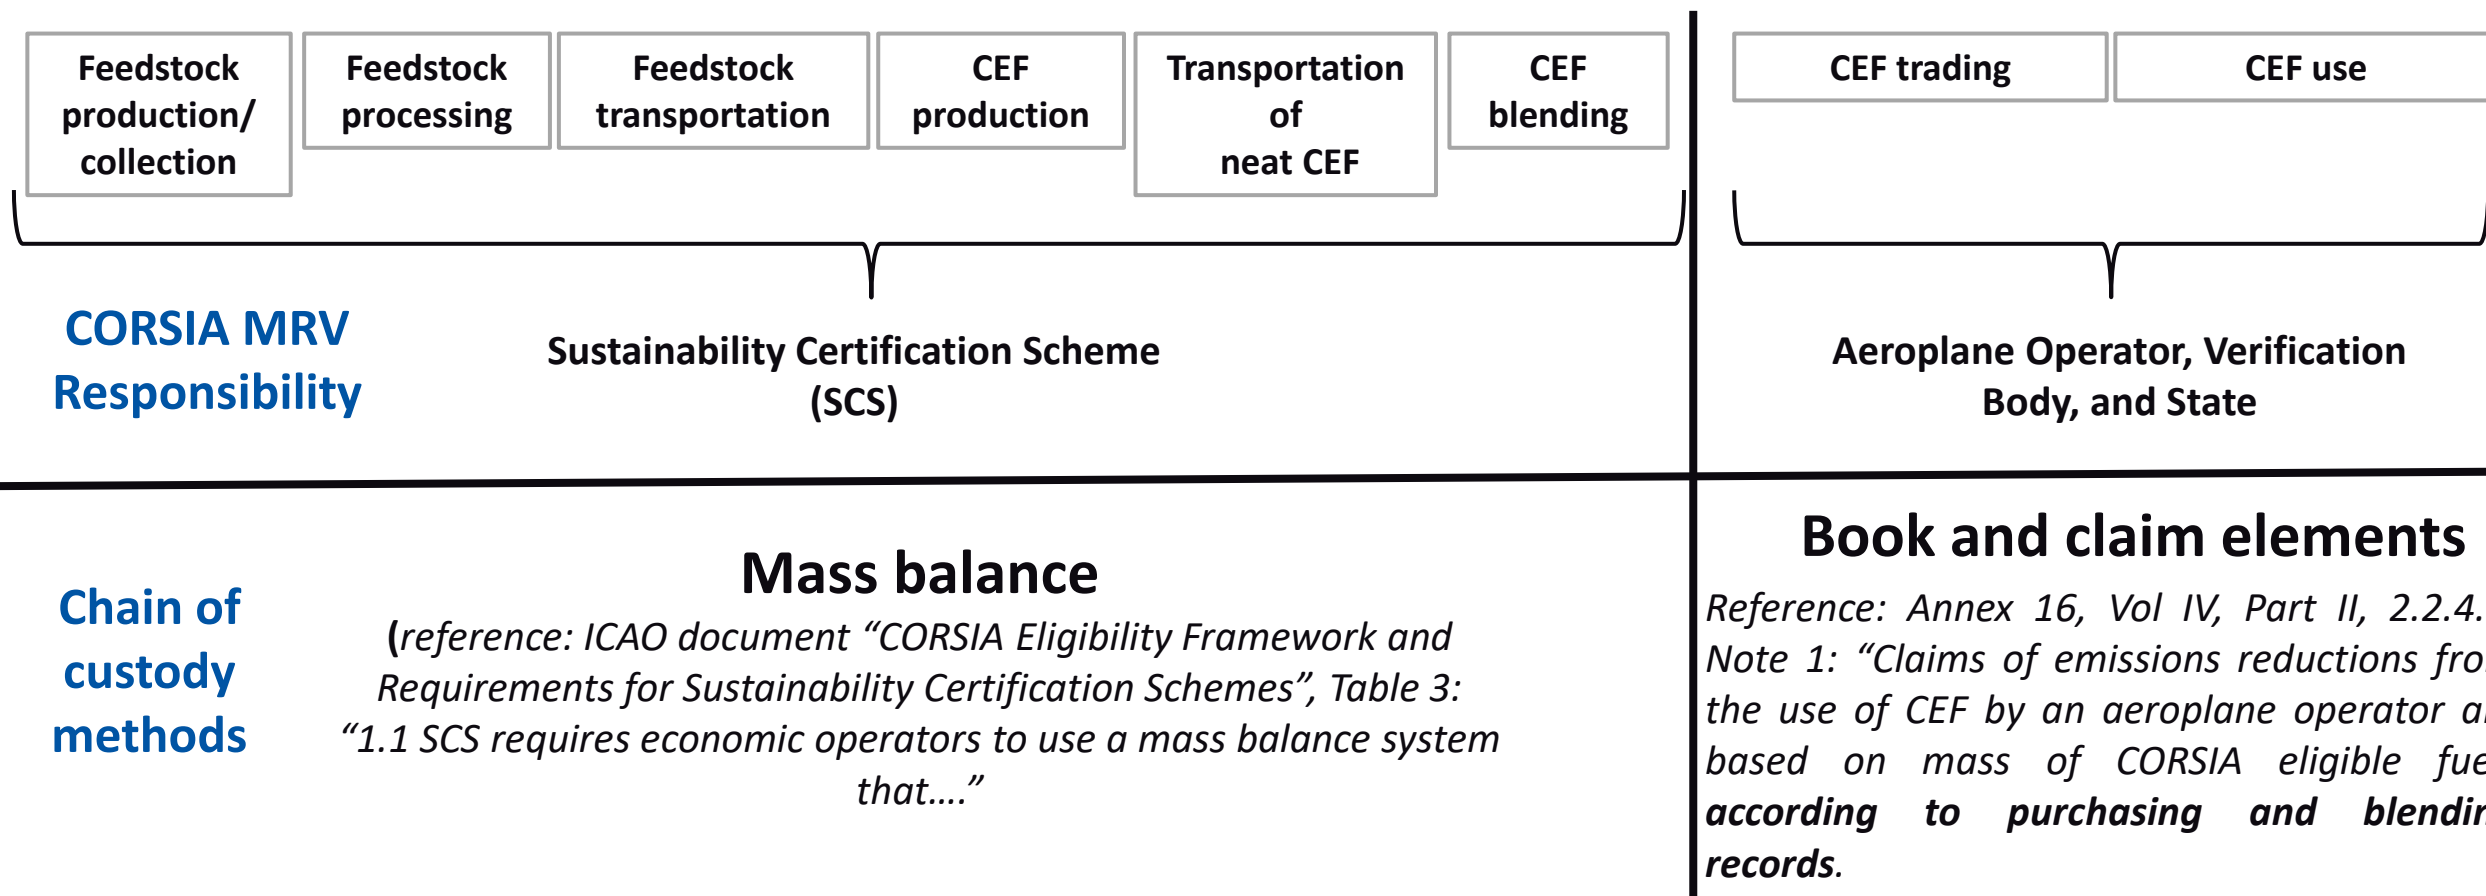 Feedstock
production/
collection
Feedstock
processing
Feedstock
transportation
CEF
production
Transportation
of
neat CEF
CEF
blending
CEF trading
CEF use
CORSIA MRV
Responsibility
Sustainability Certification Scheme
(SCS)
Aeroplane Operator, Verification
Body, and State
Chain of
custody
methods
Mass balance
(reference: ICAO document “CORSIA Eligibility Framework and
Requirements for Sustainability Certification Schemes”, Table 3:
“1.1 SCS requires economic operators to use a mass balance system
that....”
Book and claim elements
Reference: Annex 16, Vol IV, Part II, 2.2.4.
Note 1: “Claims of emissions reductions fro
the use of CEF by an aeroplane operator a
based on mass of CORSIA eligible fue
according to purchasing and blendin
records.